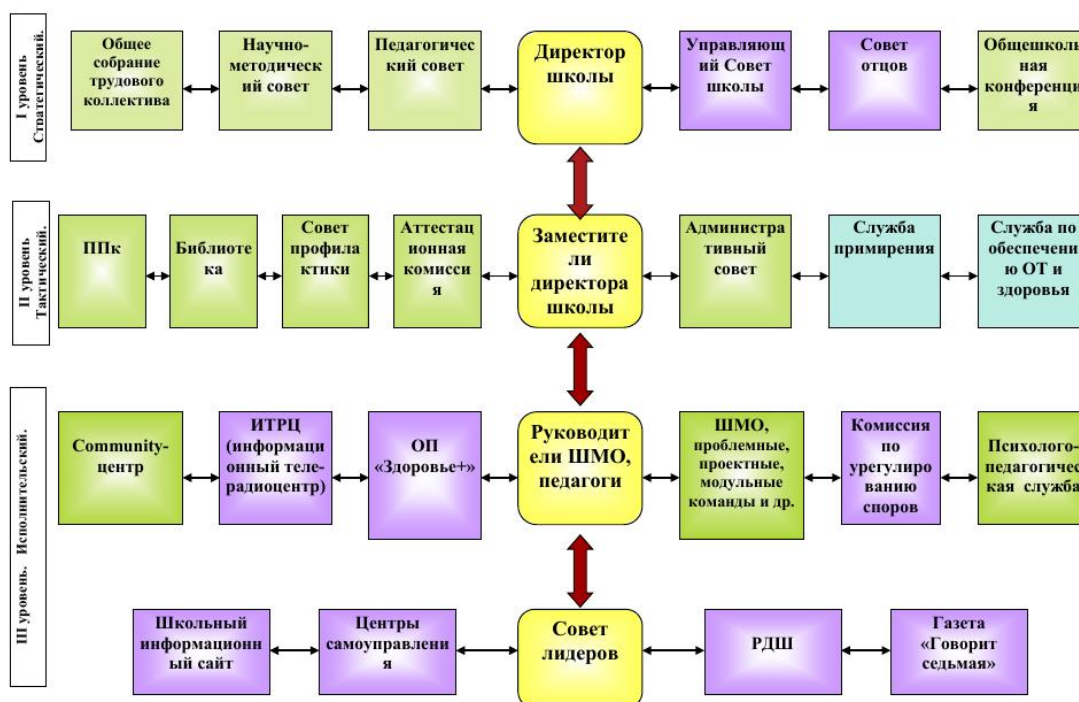 I уровень
Стратегический.
Общее
собрание
трудового
коллектива
Научно-
методическ
ий совет
Педагогичес
кий совет
Директор
школы
Управляющ
ий Совет
школы
Совет
отцов
Общешколь
ная
конференци
я
II уровень
Тактический.
ППк
Библиоте
ка
Совет
профила
ктики
Аттестац
ионная
комисси
я
Заместите
ли
директора
школы
Администра
тивный
совет
Служба
примирения
Служба по
обеспечени
ю ОТ и
здоровья
III уровень. Исполнительский.
Community-
центр
ИТРЦ
(информаци
онный теле-
радиоцентр)
ОП
«Здоровье+»
Руководит
ели ШМО,
педагоги
ШМО,
проблемные,
проектные,
модульные
команды и др.
Комиссия
по
урегулиро
ванию
споров
Психолого-
педагогичес
кая служба
Школьный
информацион
ный сайт
Центры
самоуправлени
я
Совет
лидеров
РДШ
Газета
«Говорит
седьмая»